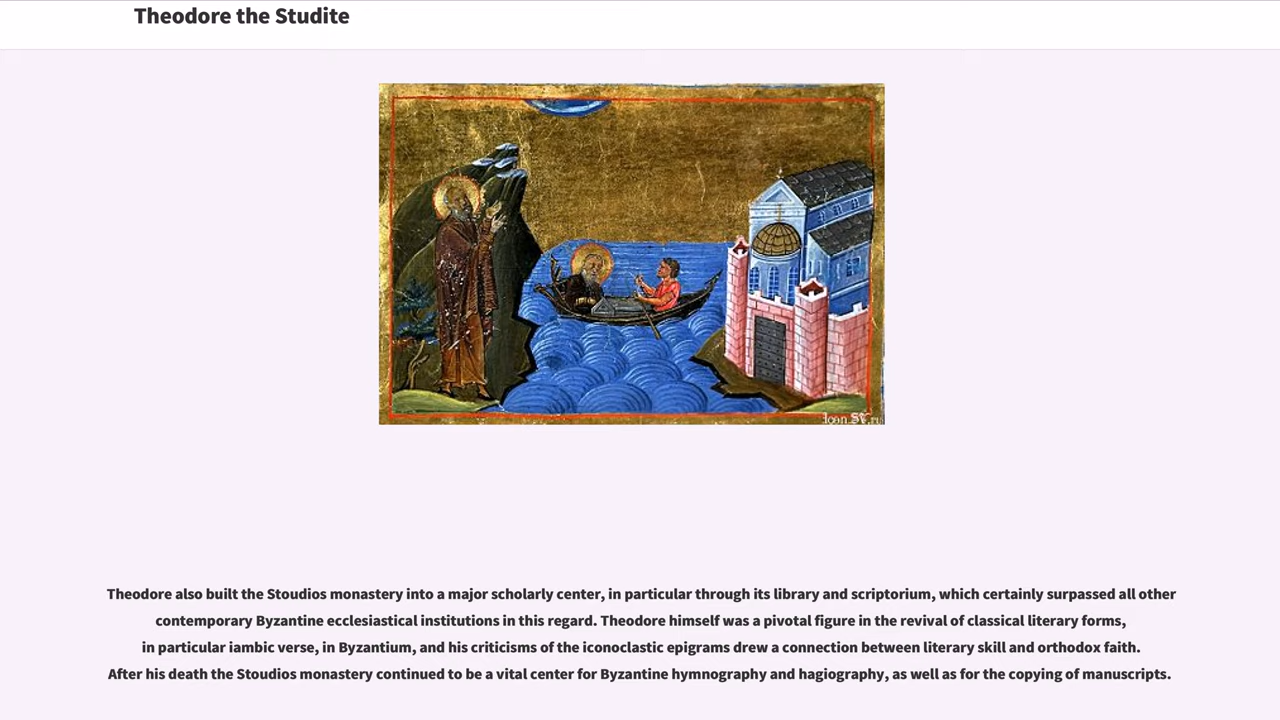 Theodore the Studite
Icon
Theodore also built the Stoudios monastery into a major scholarly center, in particular through its library and scriptorium, which certainly surpassed all other
contemporary Byzantine ecclesiastical institutions in this regard. Theodore himself was a pivotal figure in the revival of classical literary forms,
in particular iambic verse, in Byzantium, and his criticisms of the iconoclastic epigrams drew a connection between literary skill and orthodox faith.
After his death the Stoudios monastery continued to be a vital center for Byzantine hymnography and hagiography, as well as for the copying of manuscripts.